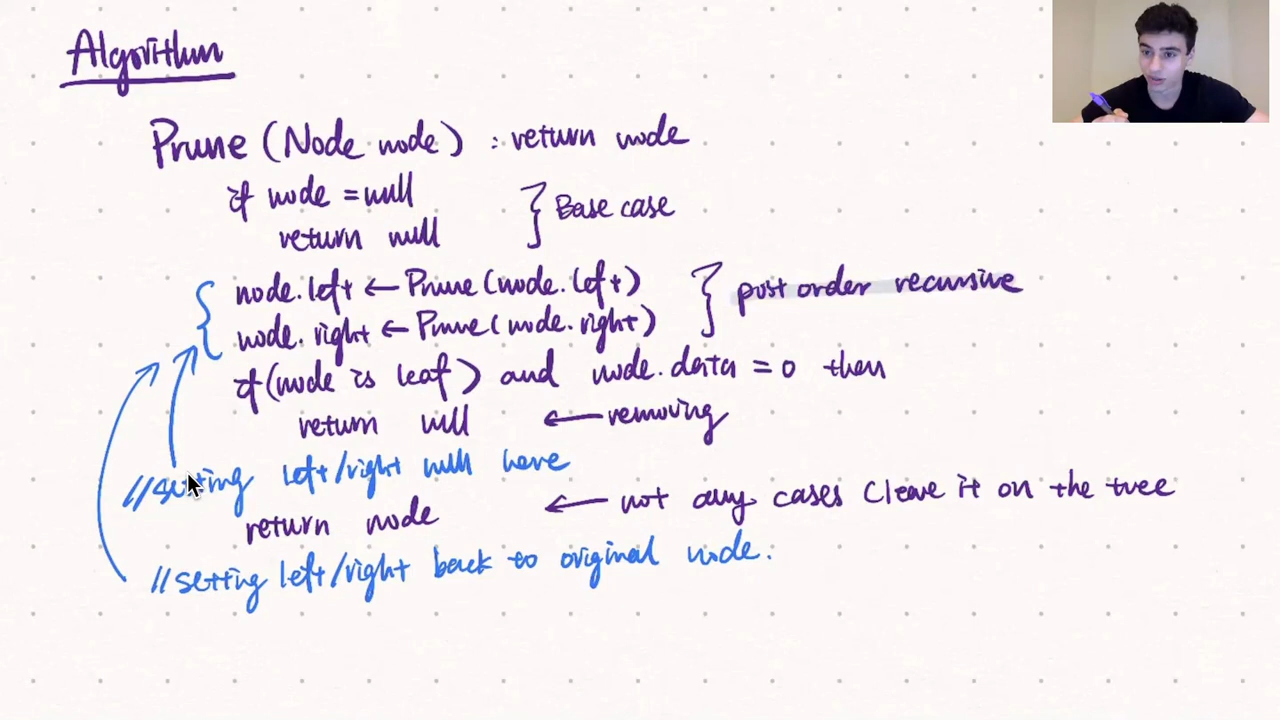 Algorithm
Prune (Node node) : return node
if node = null
return null
} Base case
node.left ← Prune(node.left)
node.right ← Prune(node.right)
} post order recursive
if (node is leaf) and node.data = 0 then
return null ← removing
//setting left/right null here
return node ← not any cases (leave it on the tree
//setting left/right back to original node.